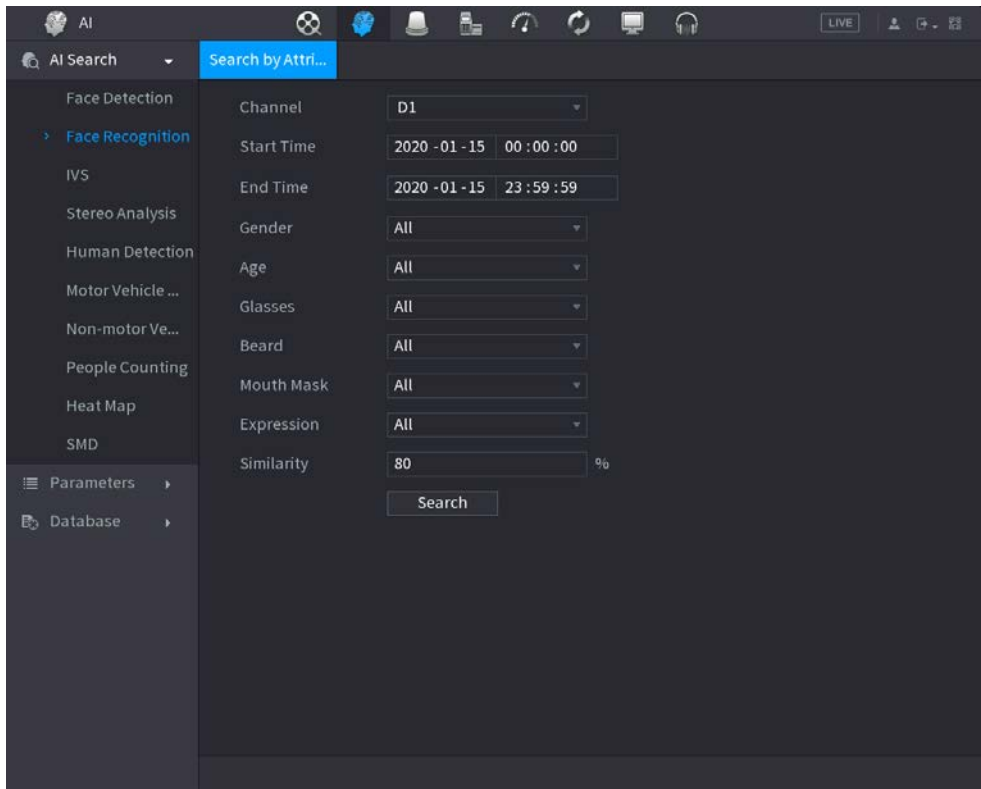 AI
LIVE
AI Search
Search by Attri...
Face Detection
Face Recognition
IVS
Stereo Analysis
Human Detection
Motor Vehicle ...
Non-motor Ve...
People Counting
Heat Map
SMD
Parameters
Database
Channel D1
Start Time 2020 -01 -15 00 :00 :00
End Time 2020 -01 -15 23 :59 :59
Gender All
Age All
Glasses All
Beard All
Mouth Mask All
Expression All
Similarity 80 %
Search